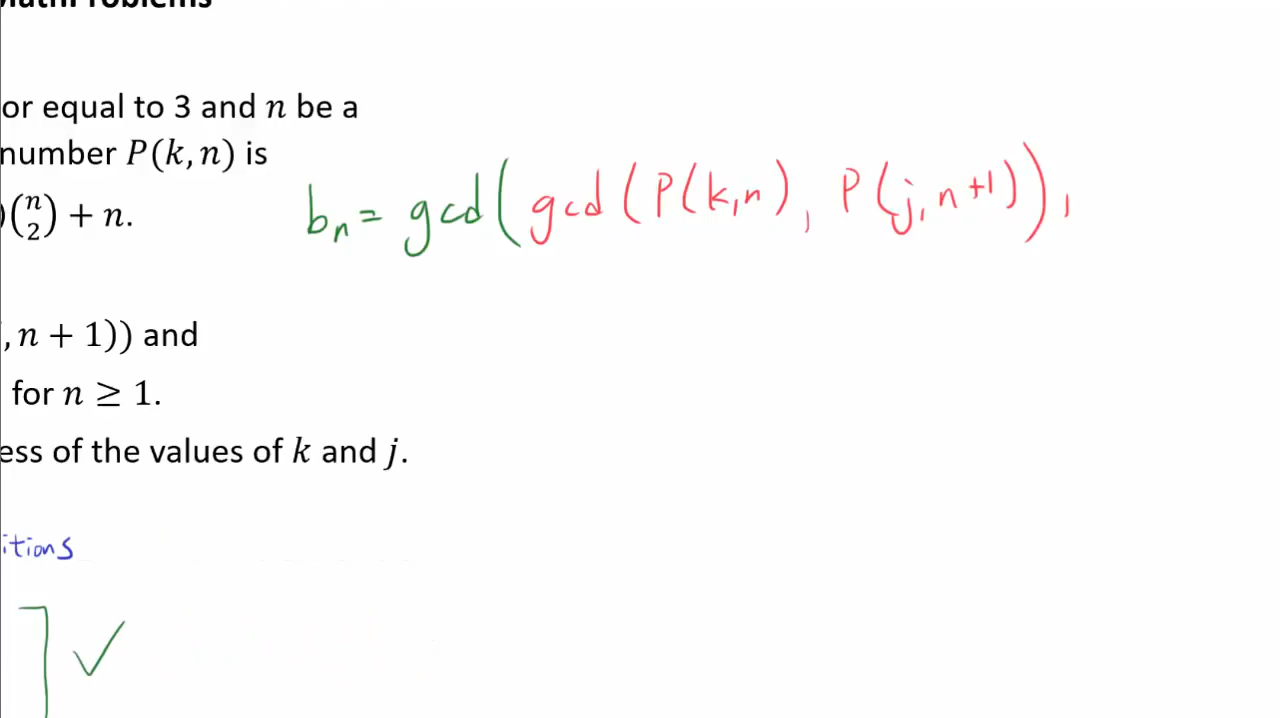 or equal to 3 and n be a
number P(k, n) is
)(n 2) + n.
b_n = gcd(gcd(P(k,n), P(j,n+1)),
, n + 1)) and
for n ≥ 1.
ess of the values of k and j.
itions